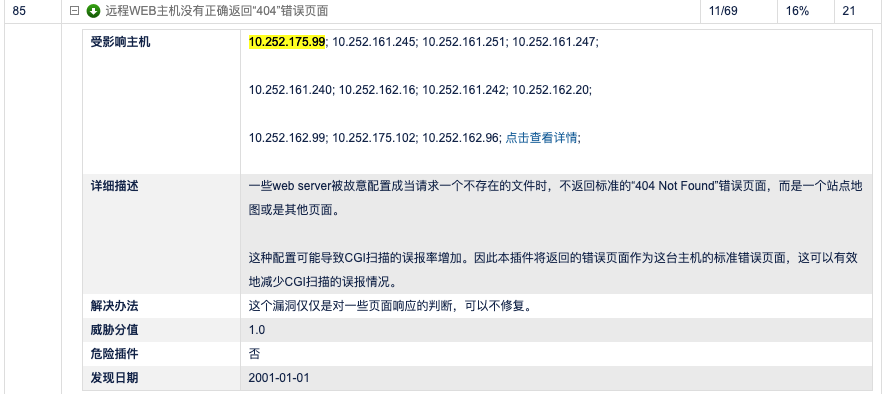 85 远程WEB主机没有正确返回“404”错误页面 11/69 16% 21
受影响主机 10.252.175.99; 10.252.161.245; 10.252.161.251; 10.252.161.247;
10.252.161.240; 10.252.162.16; 10.252.161.242; 10.252.162.20;
10.252.162.99; 10.252.175.102; 10.252.162.96; 点击查看详情;
详细描述 一些web server被故意配置成当请求一个不存在的文件时，不返回标准的“404 Not Found”错误页面，而是一个站点地
图或是其他页面。
这种配置可能导致CGI扫描的误报率增加。因此本插件将返回的错误页面作为这台主机的标准错误页面，这可以有效
地减少CGI扫描的误报情况。
解决办法 这个漏洞仅仅是对一些页面响应的判断，可以不修复。
威胁分值 1.0
危险插件 否
发现日期 2001-01-01